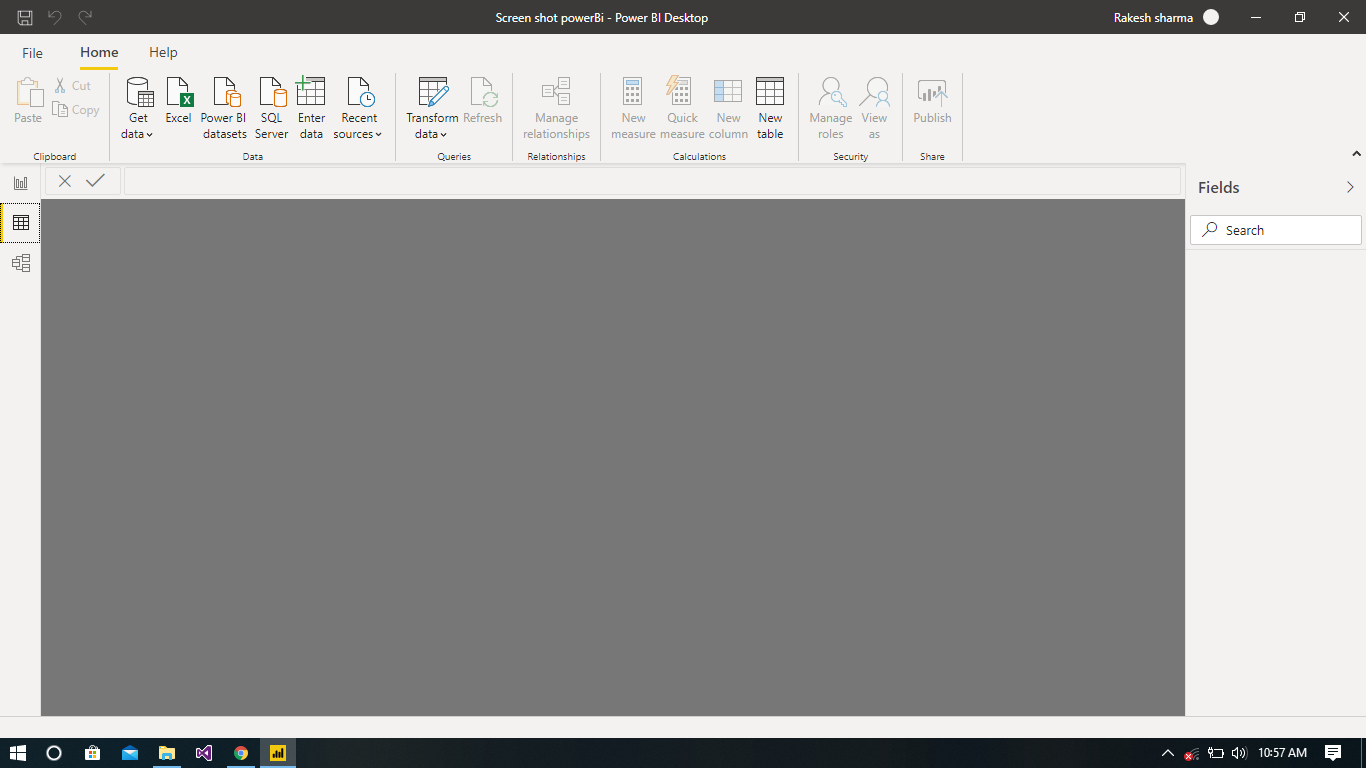 Screen shot powerBi - Power BI Desktop
Rakesh sharma
File Home Help
Paste
Cut
Copy
Clipboard
Get data
Excel
Power BI datasets
SQL Server
Enter data
Recent sources
Data
Transform data
Refresh
Queries
Manage relationships
Relationships
New measure
Quick measure
New column
New table
Calculations
Manage roles
View as
Security
Publish
Share
Fields
Search
10:57 AM